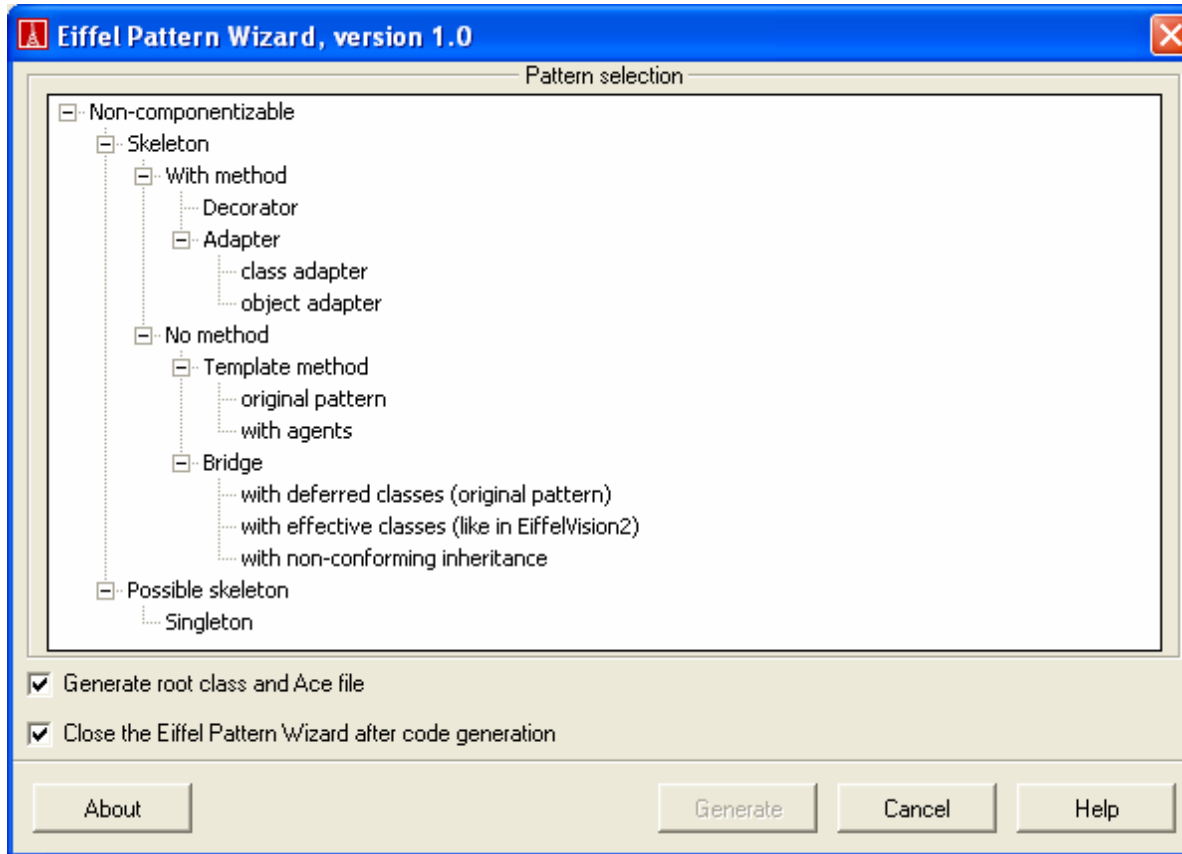 Eiffel Pattern Wizard, version 1.0
Pattern selection
Non-componentizable
Skeleton
With method
Decorator
Adapter
class adapter
object adapter
No method
Template method
original pattern
with agents
Bridge
with deferred classes (original pattern)
with effective classes (like in EiffelVision2)
with non-conforming inheritance
Possible skeleton
Singleton
Generate root class and Ace file
Close the Eiffel Pattern Wizard after code generation
About Generate Cancel Help